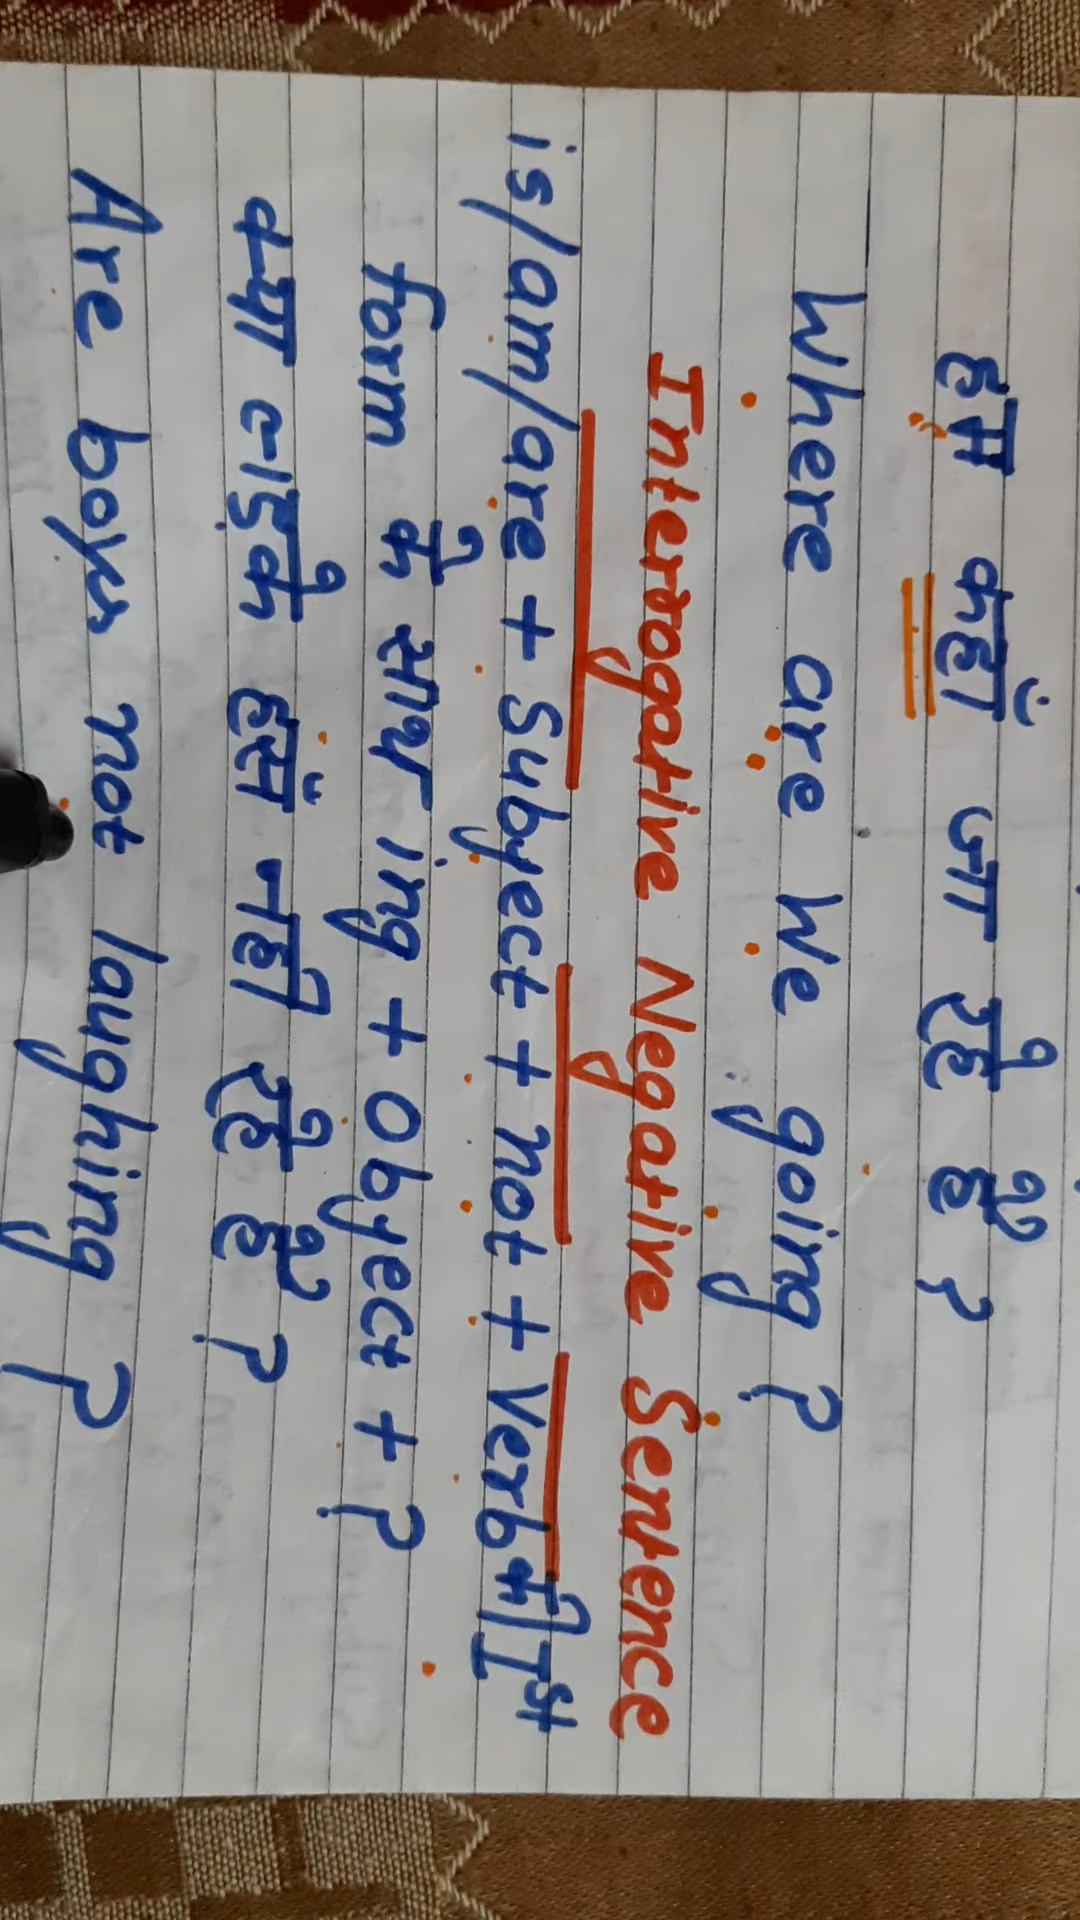 हम कहाँ जा रहे हैं ?
Where are We going ?
Interogative Negative Sentence
is/am/are + Subject + not + Verb की Ist
form के साथ ing + Object + ?
क्या लड़के हँस नही रहे हैं ?
Are boys not laughing ?